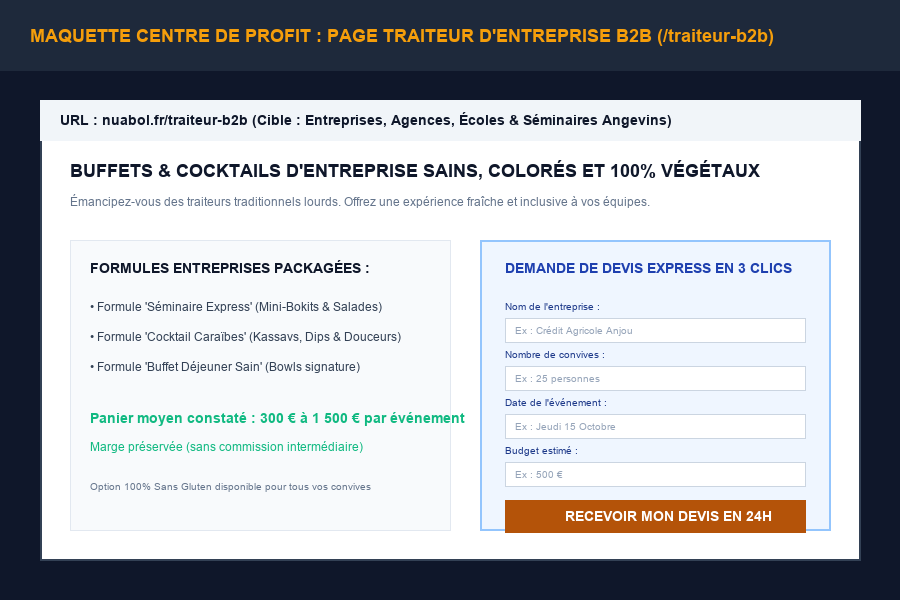 MAQUETTE CENTRE DE PROFIT : PAGE TRAITEUR D'ENTREPRISE B2B (/traiteur-b2b)
URL : nuabol.fr/traiteur-b2b (Cible : Entreprises, Agences, Écoles & Séminaires Angevins)
BUFFETS & COCKTAILS D'ENTREPRISE SAINS, COLORÉS ET 100% VÉGÉTAUX
Émancipez-vous des traiteurs traditionnels lourds. Offrez une expérience fraîche et inclusive à vos équipes.
FORMULES ENTREPRISES PACKAGÉES :
• Formule 'Séminaire Express' (Mini-Bokits & Salades)
• Formule 'Cocktail Caraïbes' (Kassavs, Dips & Douceurs)
• Formule 'Buffet Déjeuner Sain' (Bowls signature)
Panier moyen constaté : 300 € à 1 500 € par événement
Marge préservée (sans commission intermédiaire)
Option 100% Sans Gluten disponible pour tous vos convives
DEMANDE DE DEVIS EXPRESS EN 3 CLICS
Nom de l'entreprise :
Ex : Crédit Agricole Anjou
Nombre de convives :
Ex : 25 personnes
Date de l'événement :
Ex : Jeudi 15 Octobre
Budget estimé :
Ex : 500 €
RECEVOIR MON DEVIS EN 24H